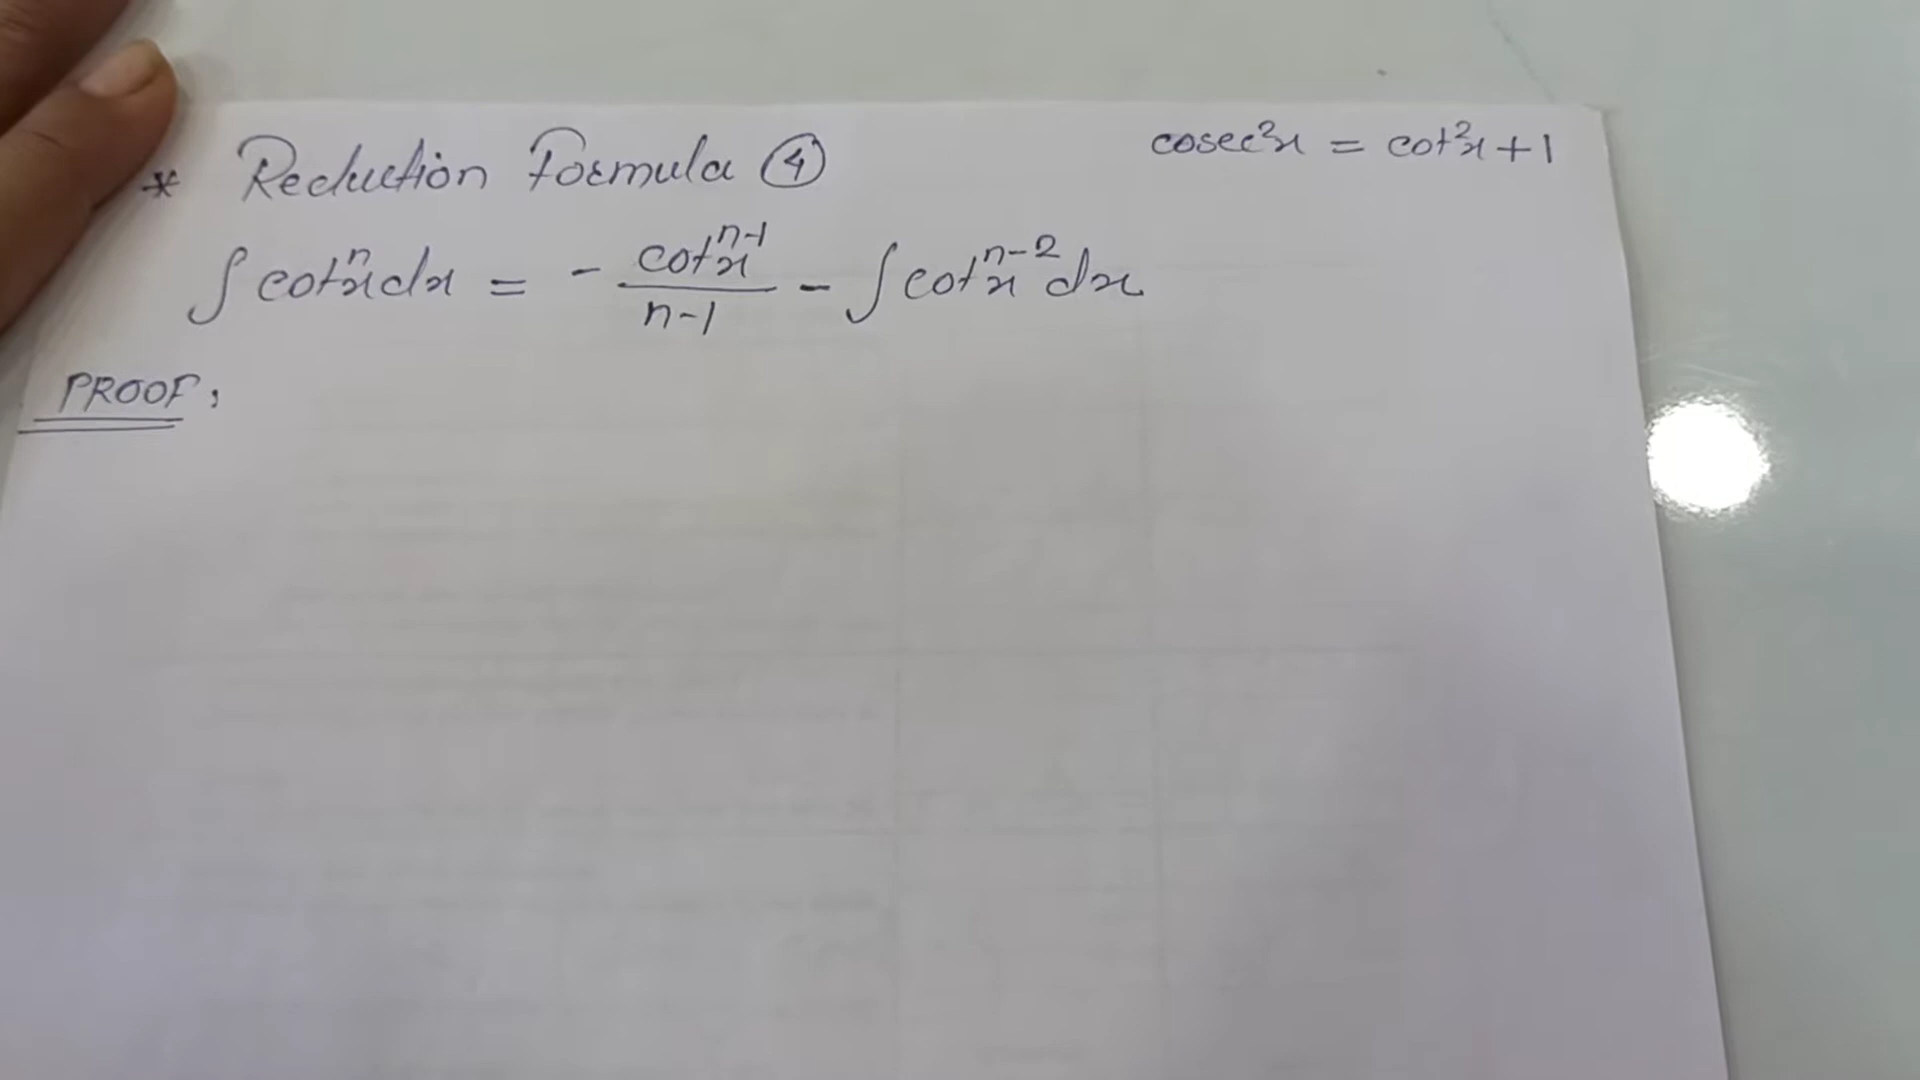 * Reduction Formula ④
cosec²x = cot²x + 1
∫ cotⁿx dx = - cotⁿ⁻¹x / n-1 - ∫ cotⁿ⁻²x dx
PROOF: